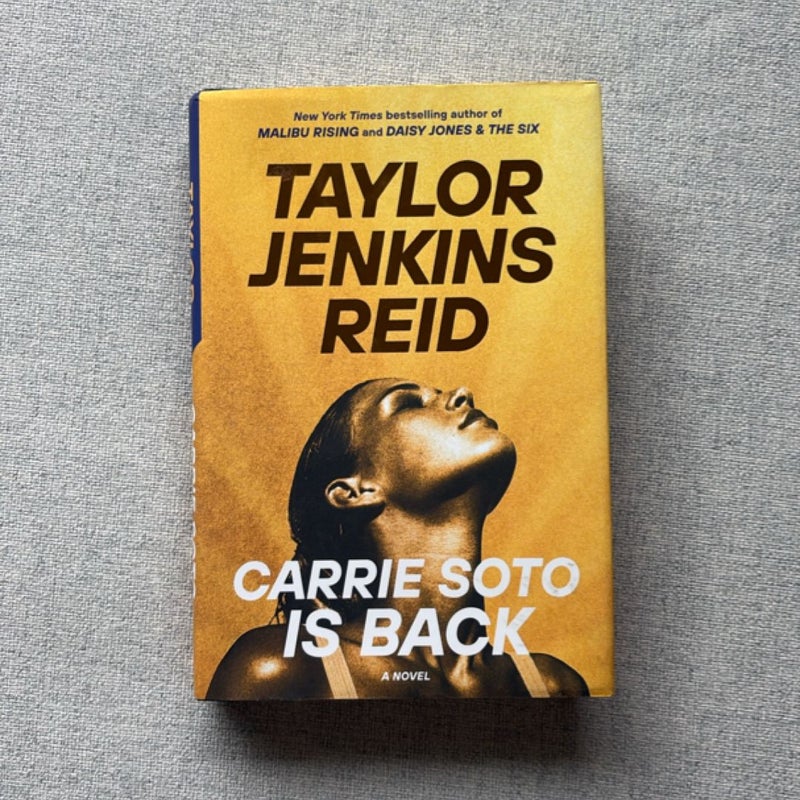 New York Times bestselling author of
MALIBU RISING and DAISY JONES & THE SIX
TAYLOR
JENKINS
REID
CARRIE SOTO
IS BACK
A NOVEL